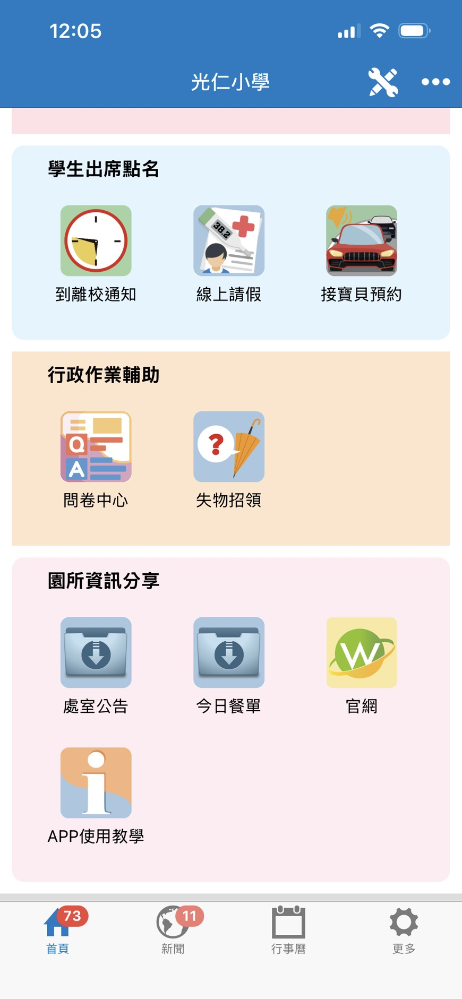 12:05
光仁小學
學生出席點名
38.2
到離校通知
線上請假
接寶貝預約
行政作業輔助
Q
A
?
問卷中心
失物招領
園所資訊分享
W
處室公告
今日餐單
官網
i
APP使用教學
73
11
首頁
新聞
行事曆
更多